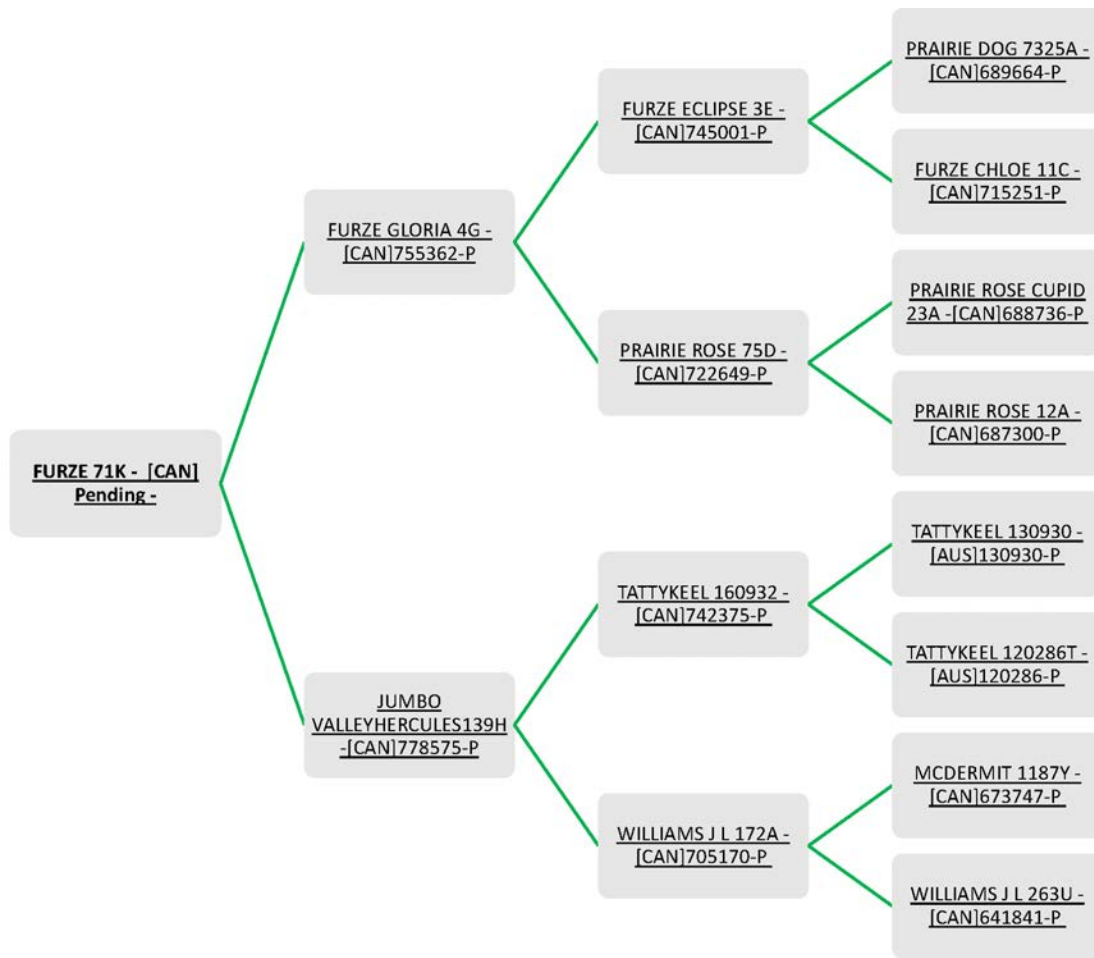 FURZE 71K -  [CAN]
Pending -
FURZE GLORIA 4G -
[CAN]755362-P
JUMBO
VALLEYHERCULES139H
-[CAN]778575-P
FURZE ECLIPSE 3E -
[CAN]745001-P
PRAIRIE ROSE 75D -
[CAN]722649-P
TATTYKEEL 160932 -
[CAN]742375-P
WILLIAMS J L 172A -
[CAN]705170-P
PRAIRIE DOG 7325A -
[CAN]689664-P
FURZE CHLOE 11C -
[CAN]715251-P
PRAIRIE ROSE CUPID
23A -[CAN]688736-P
PRAIRIE ROSE 12A -
[CAN]687300-P
TATTYKEEL 130930 -
[AUS]130930-P
TATTYKEEL 120286T -
[AUS]120286-P
MCDERMIT 1187Y -
[CAN]673747-P
WILLIAMS J L 263U -
[CAN]641841-P